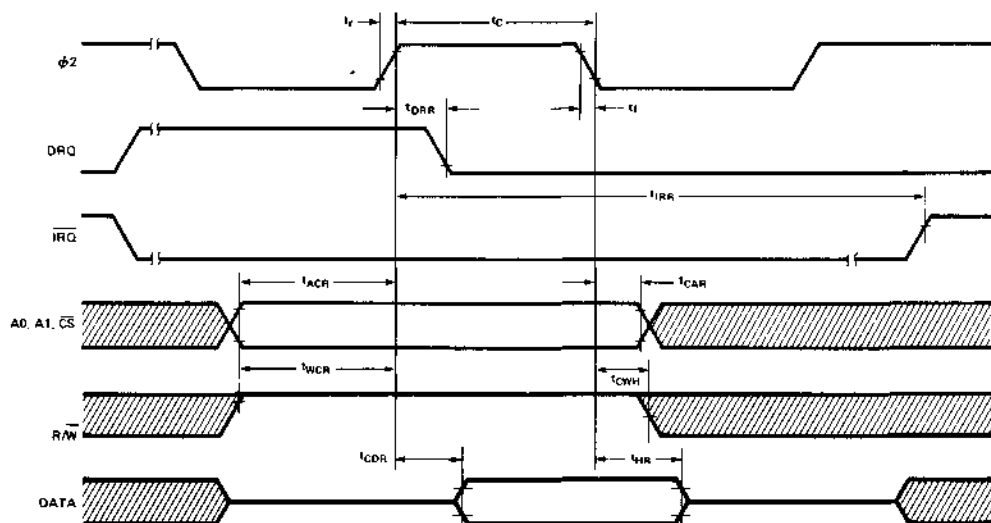 tr tC
ϕ2
tDRR tf
DRQ
tIRR
IRQ
tACR tCAR
A0, A1, CS
tWCR tCWH
R/W
tCDR tHR
DATA